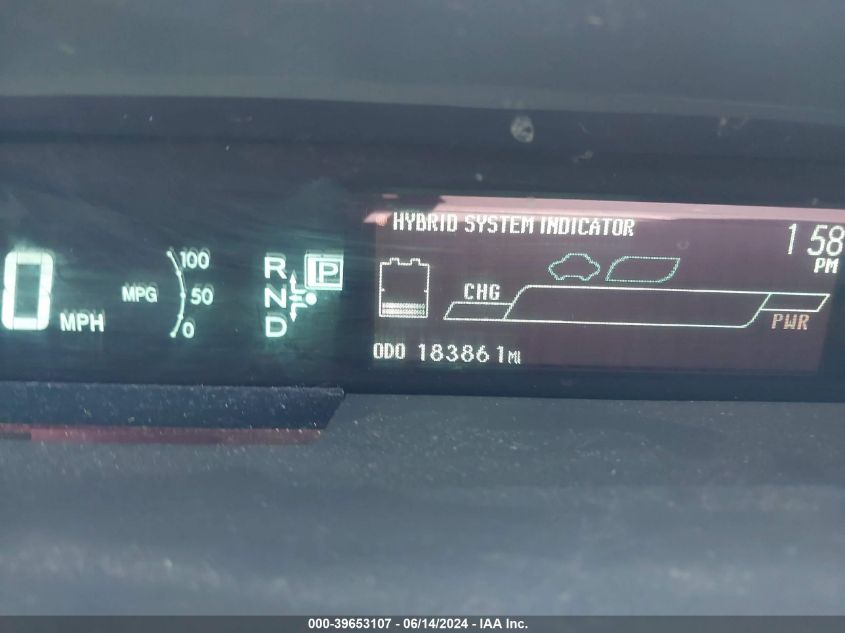 HYBRID SYSTEM INDICATOR
1 58
PM
0 MPH
MPG
100
50
0
R
N
D
P
CHG
PWR
ODO 183861 MI
000-39653107 - 06/14/2024 - IAA Inc.